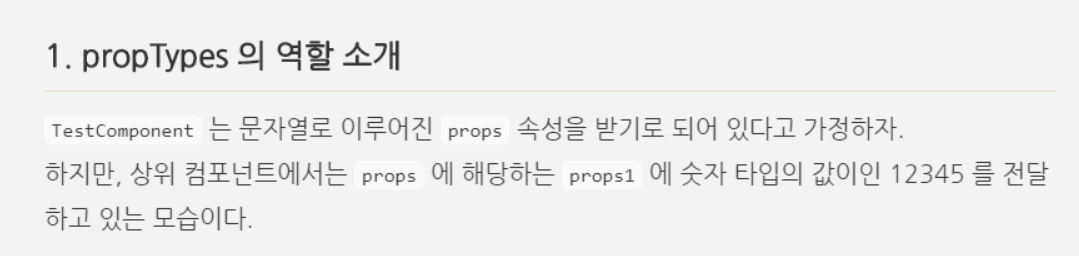 1. propTypes 의 역할 소개
TestComponent 는 문자열로 이루어진 props 속성을 받기로 되어 있다고 가정하자.
하지만, 상위 컴포넌트에서는 props 에 해당하는 props1 에 숫자 타입의 값이인 12345 를 전달
하고 있는 모습이다.